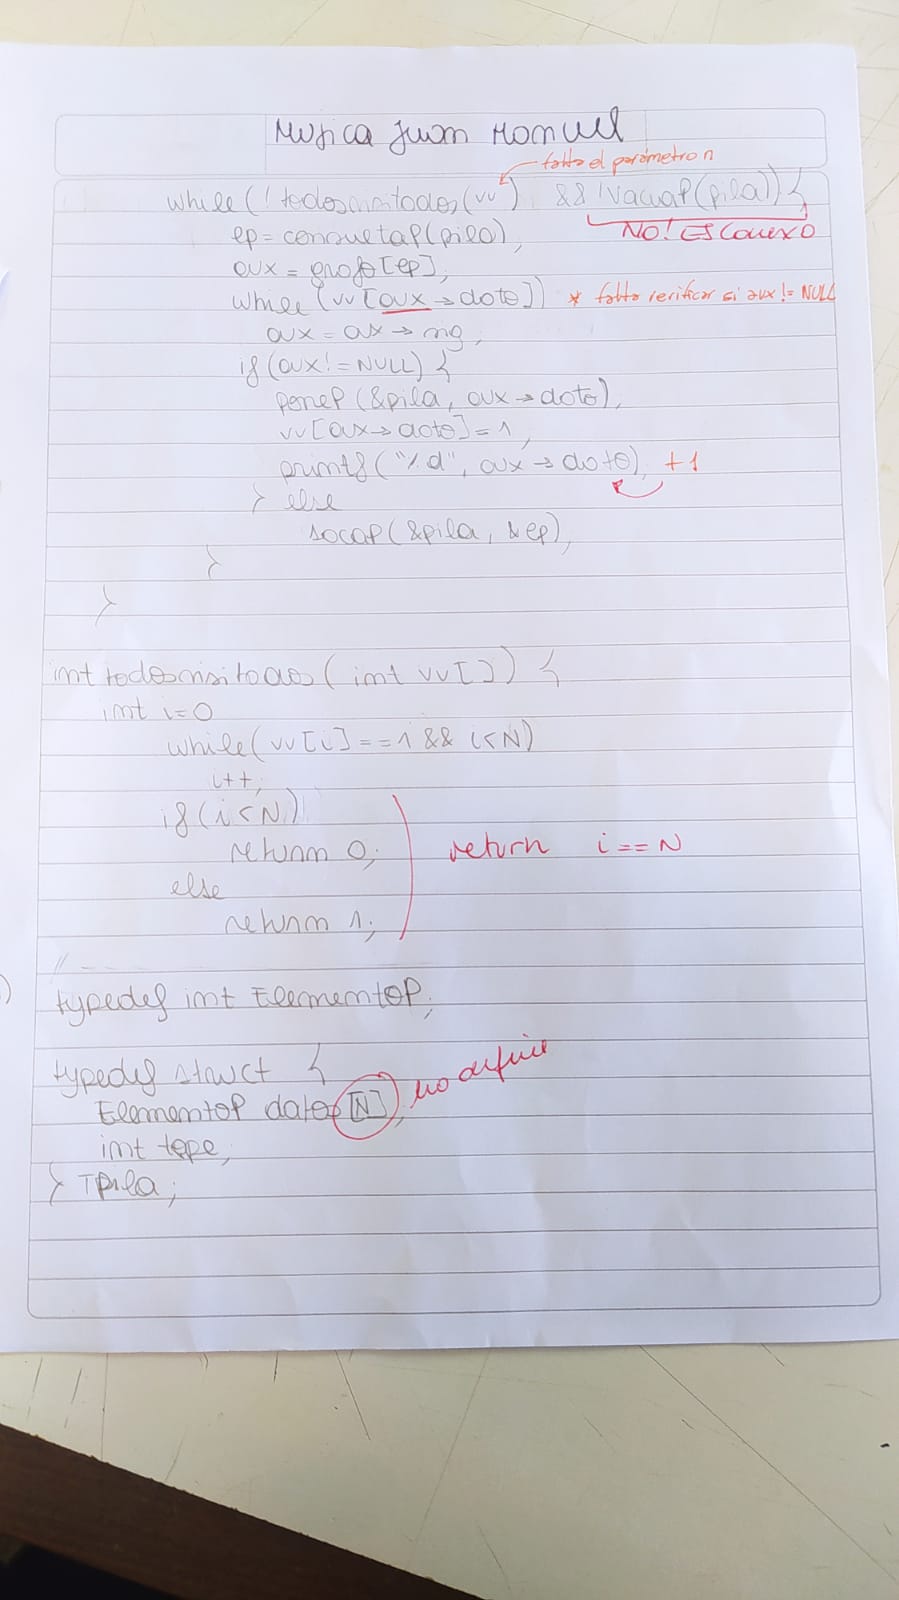 Mujica Juan Manuel
falta el parámetro n
while(! todosvisitados(vv) && !VaciaP(pila)) {
NO! ES CONEXO
ep = consultaP(pila);
aux = grafo[ep];
while (vv[aux→dato]) * falta verificar si aux != NULL
aux = aux → sig;
if(aux != NULL) {
poneP (&pila, aux→dato);
vv[aux→dato]=1;
printf("%d", aux→dato); +1
} else
sacaP(&pila, &ep);
}
}
int todosvisitados( int vv[]) {
int i=0
while(vv[i]==1 && i<N)
i++;
if(i<N)
return 0; return i==N
else
return 1;
)
typedef int ElementoP;
typedef struct {
ElementoP datos[N]; no define
int tope;
} TPila;